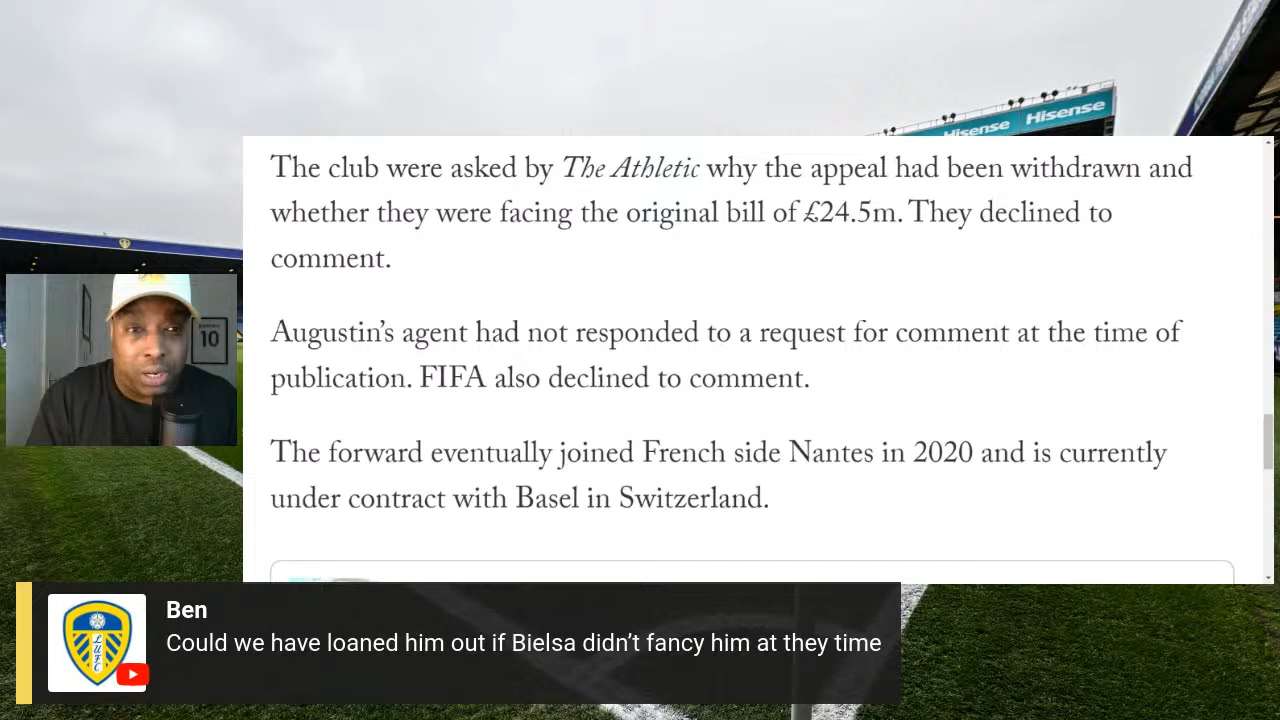 Hisense
Hisense
The club were asked by The Athletic why the appeal had been withdrawn and
whether they were facing the original bill of £24.5m. They declined to
comment.
Augustin’s agent had not responded to a request for comment at the time of
publication. FIFA also declined to comment.
The forward eventually joined French side Nantes in 2020 and is currently
under contract with Basel in Switzerland.
10
Ben
Could we have loaned him out if Bielsa didn’t fancy him at they time
LUFC